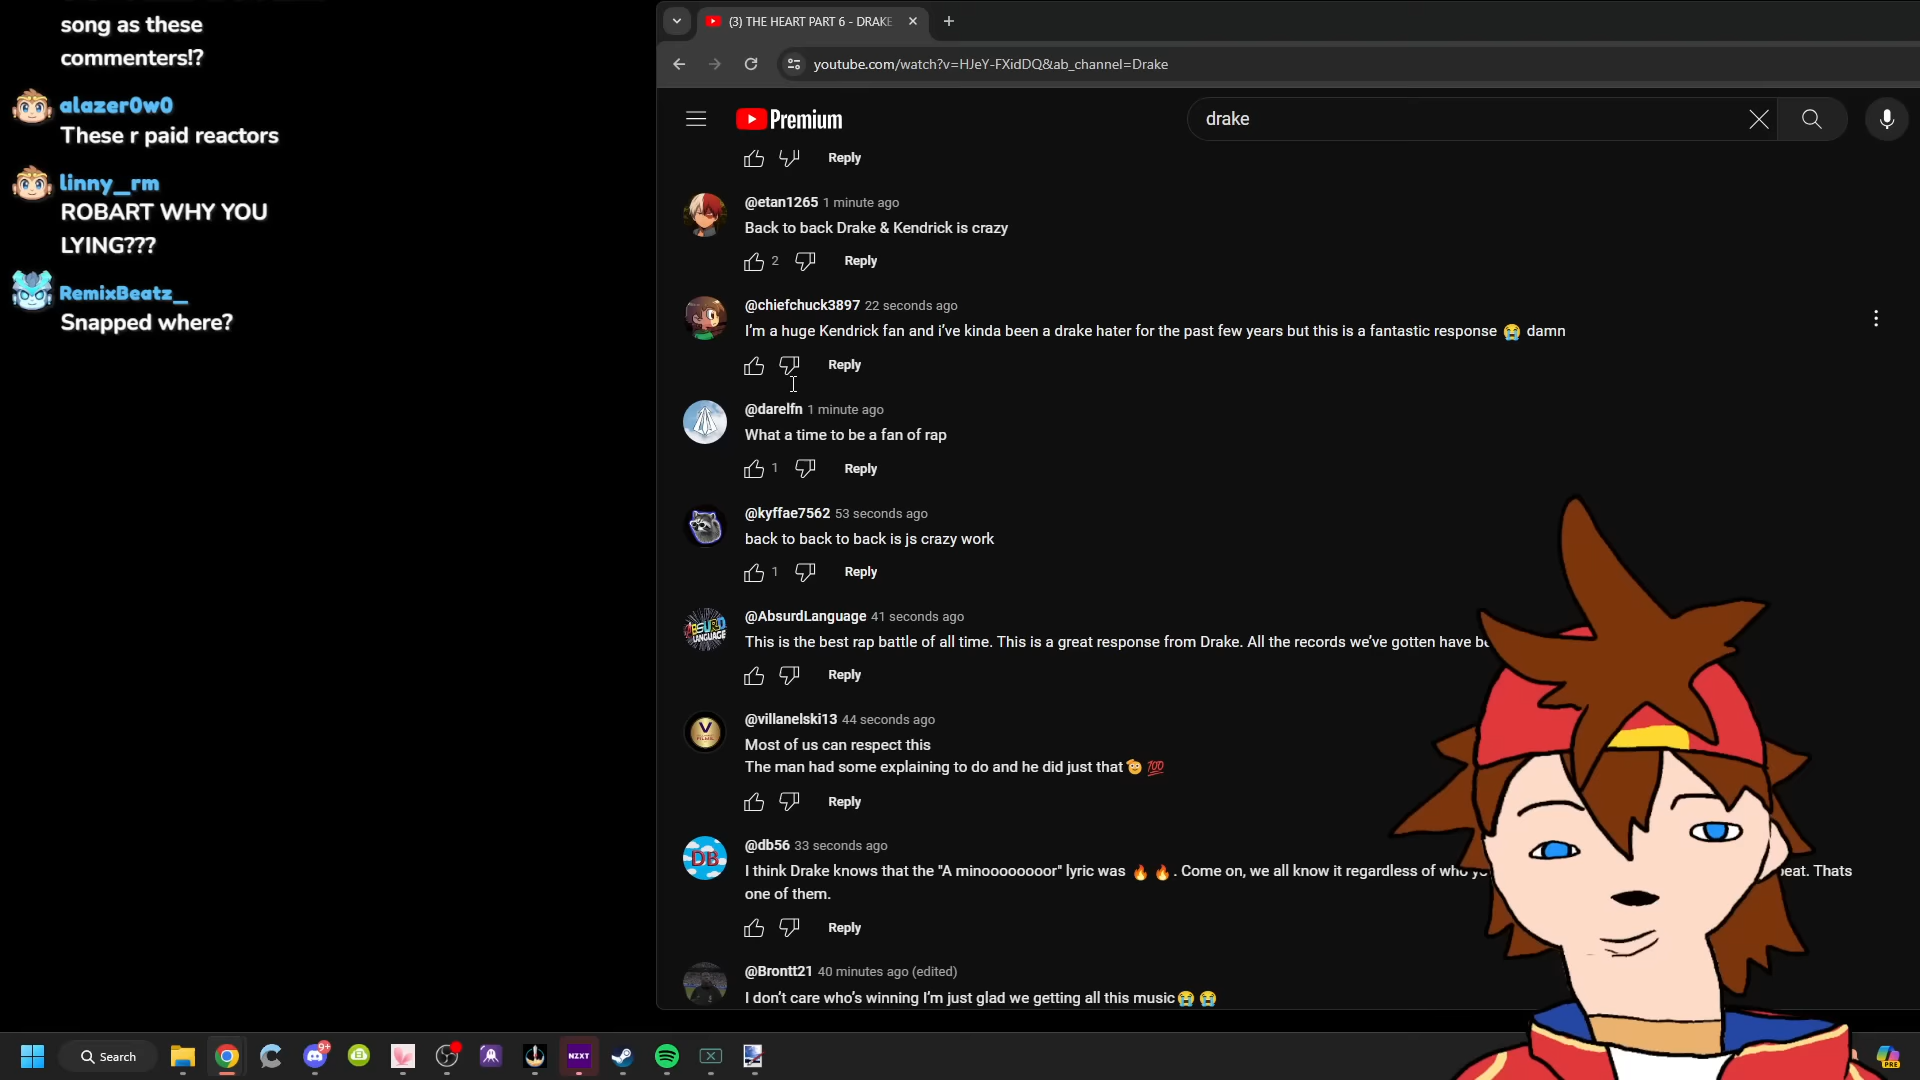 song as these
commenters!?
alazer0w0
These r paid reactors
linny_rm
ROBART WHY YOU
LYING???
RemixBeatz_
Snapped where?
(3) THE HEART PART 6 - DRAKE
youtube.com/watch?v=HJeY-FXidDQ&ab_channel=Drake
Premium
drake
Reply
@etan1265 1 minute ago
Back to back Drake & Kendrick is crazy
2 Reply
@chiefchuck3897 22 seconds ago
I'm a huge Kendrick fan and i've kinda been a drake hater for the past few years but this is a fantastic response 😭 damn
Reply
@darelfn 1 minute ago
What a time to be a fan of rap
1 Reply
@kyffae7562 53 seconds ago
back to back to back is js crazy work
1 Reply
ABSURD
LANGUAGE
@AbsurdLanguage 41 seconds ago
This is the best rap battle of all time. This is a great response from Drake. All the records we've gotten have
Reply
V
@villanelski13 44 seconds ago
Most of us can respect this
The man had some explaining to do and he did just that🫡 💯
Reply
DB
@db56 33 seconds ago
I think Drake knows that the "A minoooooooor" lyric was 🔥 🔥. Come on, we all know it regardless of who Thats
one of them.
Reply
@Brontt21 40 minutes ago (edited)
I don't care who's winning I'm just glad we getting all this music😭 😭
Search
9+
NZXT
PRE